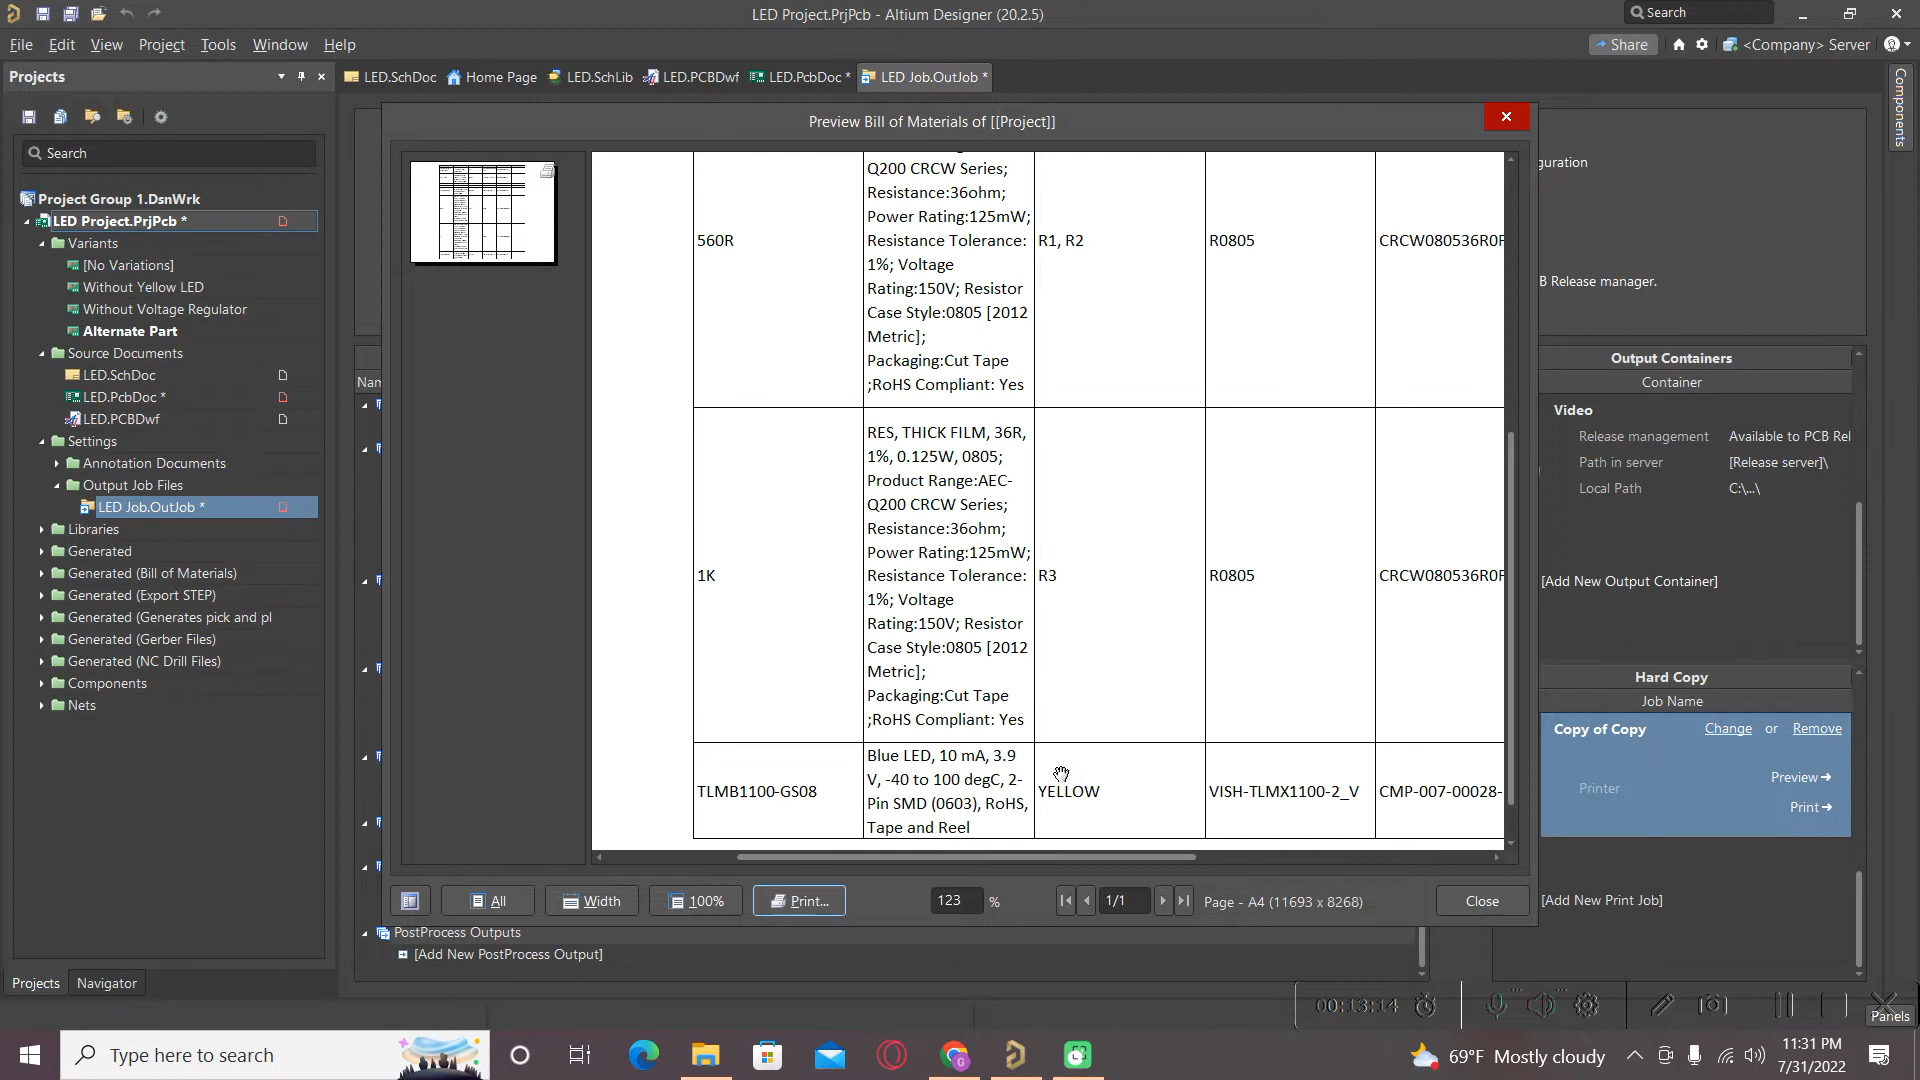 LED Project.PrjPcb - Altium Designer (20.2.5)
Search
File Edit View Project Tools Window Help
Share
<Company> Server
Projects
LED.SchDoc
Home Page
LED.SchLib
LED.PCBDwf
LED.PcbDoc *
LED Job.OutJob *
Components
Search
Project Group 1.DsnWrk
LED Project.PrjPcb *
Variants
[No Variations]
Without Yellow LED
Without Voltage Regulator
Alternate Part
Source Documents
LED.SchDoc
LED.PcbDoc *
LED.PCBDwf
Settings
Annotation Documents
Output Job Files
LED Job.OutJob *
Libraries
Generated
Generated (Bill of Materials)
Generated (Export STEP)
Generated (Generates pick and pl
Generated (Gerber Files)
Generated (NC Drill Files)
Components
Nets
Projects
Navigator
Preview Bill of Materials of [[Project]]
560R
Q200 CRCW Series;
Resistance:36ohm;
Power Rating:125mW;
Resistance Tolerance:
1%; Voltage
Rating:150V; Resistor
Case Style:0805 [2012
Metric];
Packaging:Cut Tape
;RoHS Compliant: Yes
R1, R2
R0805
CRCW080536R0F
1K
RES, THICK FILM, 36R,
1%, 0.125W, 0805;
Product Range:AEC-
Q200 CRCW Series;
Resistance:36ohm;
Power Rating:125mW;
Resistance Tolerance:
1%; Voltage
Rating:150V; Resistor
Case Style:0805 [2012
Metric];
Packaging:Cut Tape
;RoHS Compliant: Yes
R3
R0805
CRCW080536R0F
TLMB1100-GS08
Blue LED, 10 mA, 3.9
V, -40 to 100 degC, 2-
Pin SMD (0603), RoHS,
Tape and Reel
YELLOW
VISH-TLMX1100-2_V
CMP-007-00028-
All
Width
100%
Print...
123 %
1/1
Page - A4 (11693 x 8268)
Close
Nam
PostProcess Outputs
[Add New PostProcess Output]
guration
B Release manager.
Output Containers
Container
Video
Release management Available to PCB Rel
Path in server [Release server]\
Local Path C:\...\
[Add New Output Container]
Hard Copy
Job Name
Copy of Copy Change or Remove
Printer
Preview
Print
[Add New Print Job]
00:13:14
Panels
Type here to search
69°F Mostly cloudy
11:31 PM
7/31/2022